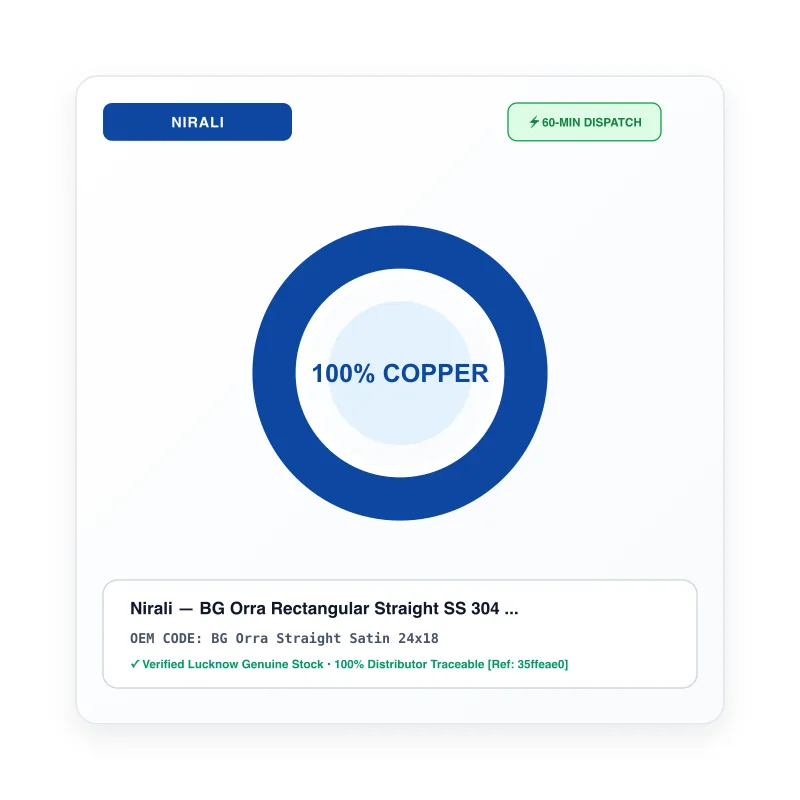 NIRALI
⚡60-MIN DISPATCH
100% COPPER
Nirali — BG Orra Rectangular Straight SS 304 ...
OEM CODE: BG Orra Straight Satin 24x18
✓ Verified Lucknow Genuine Stock · 100% Distributor Traceable [Ref: 35ffeae0]